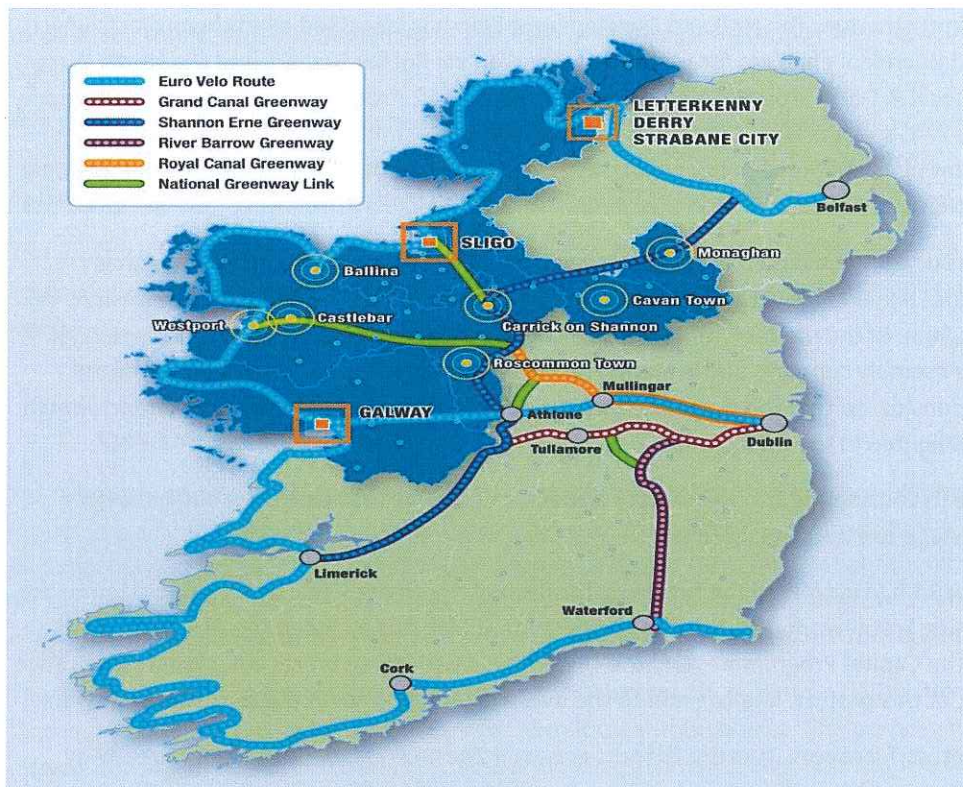 Euro Velo Route
Grand Canal Greenway
Shannon Erne Greenway
River Barrow Greenway
Royal Canal Greenway
National Greenway Link
LETTERKENNY
DERRY
STRABANE CITY
Belfast
SLIGO
Monaghan
Ballina
Cavan Town
Castlebar
Carrick on Shannon
Westport
Roscommon Town
Mullingar
GALWAY
Athlone
Dublin
Tullamore
Limerick
Waterford
Cork